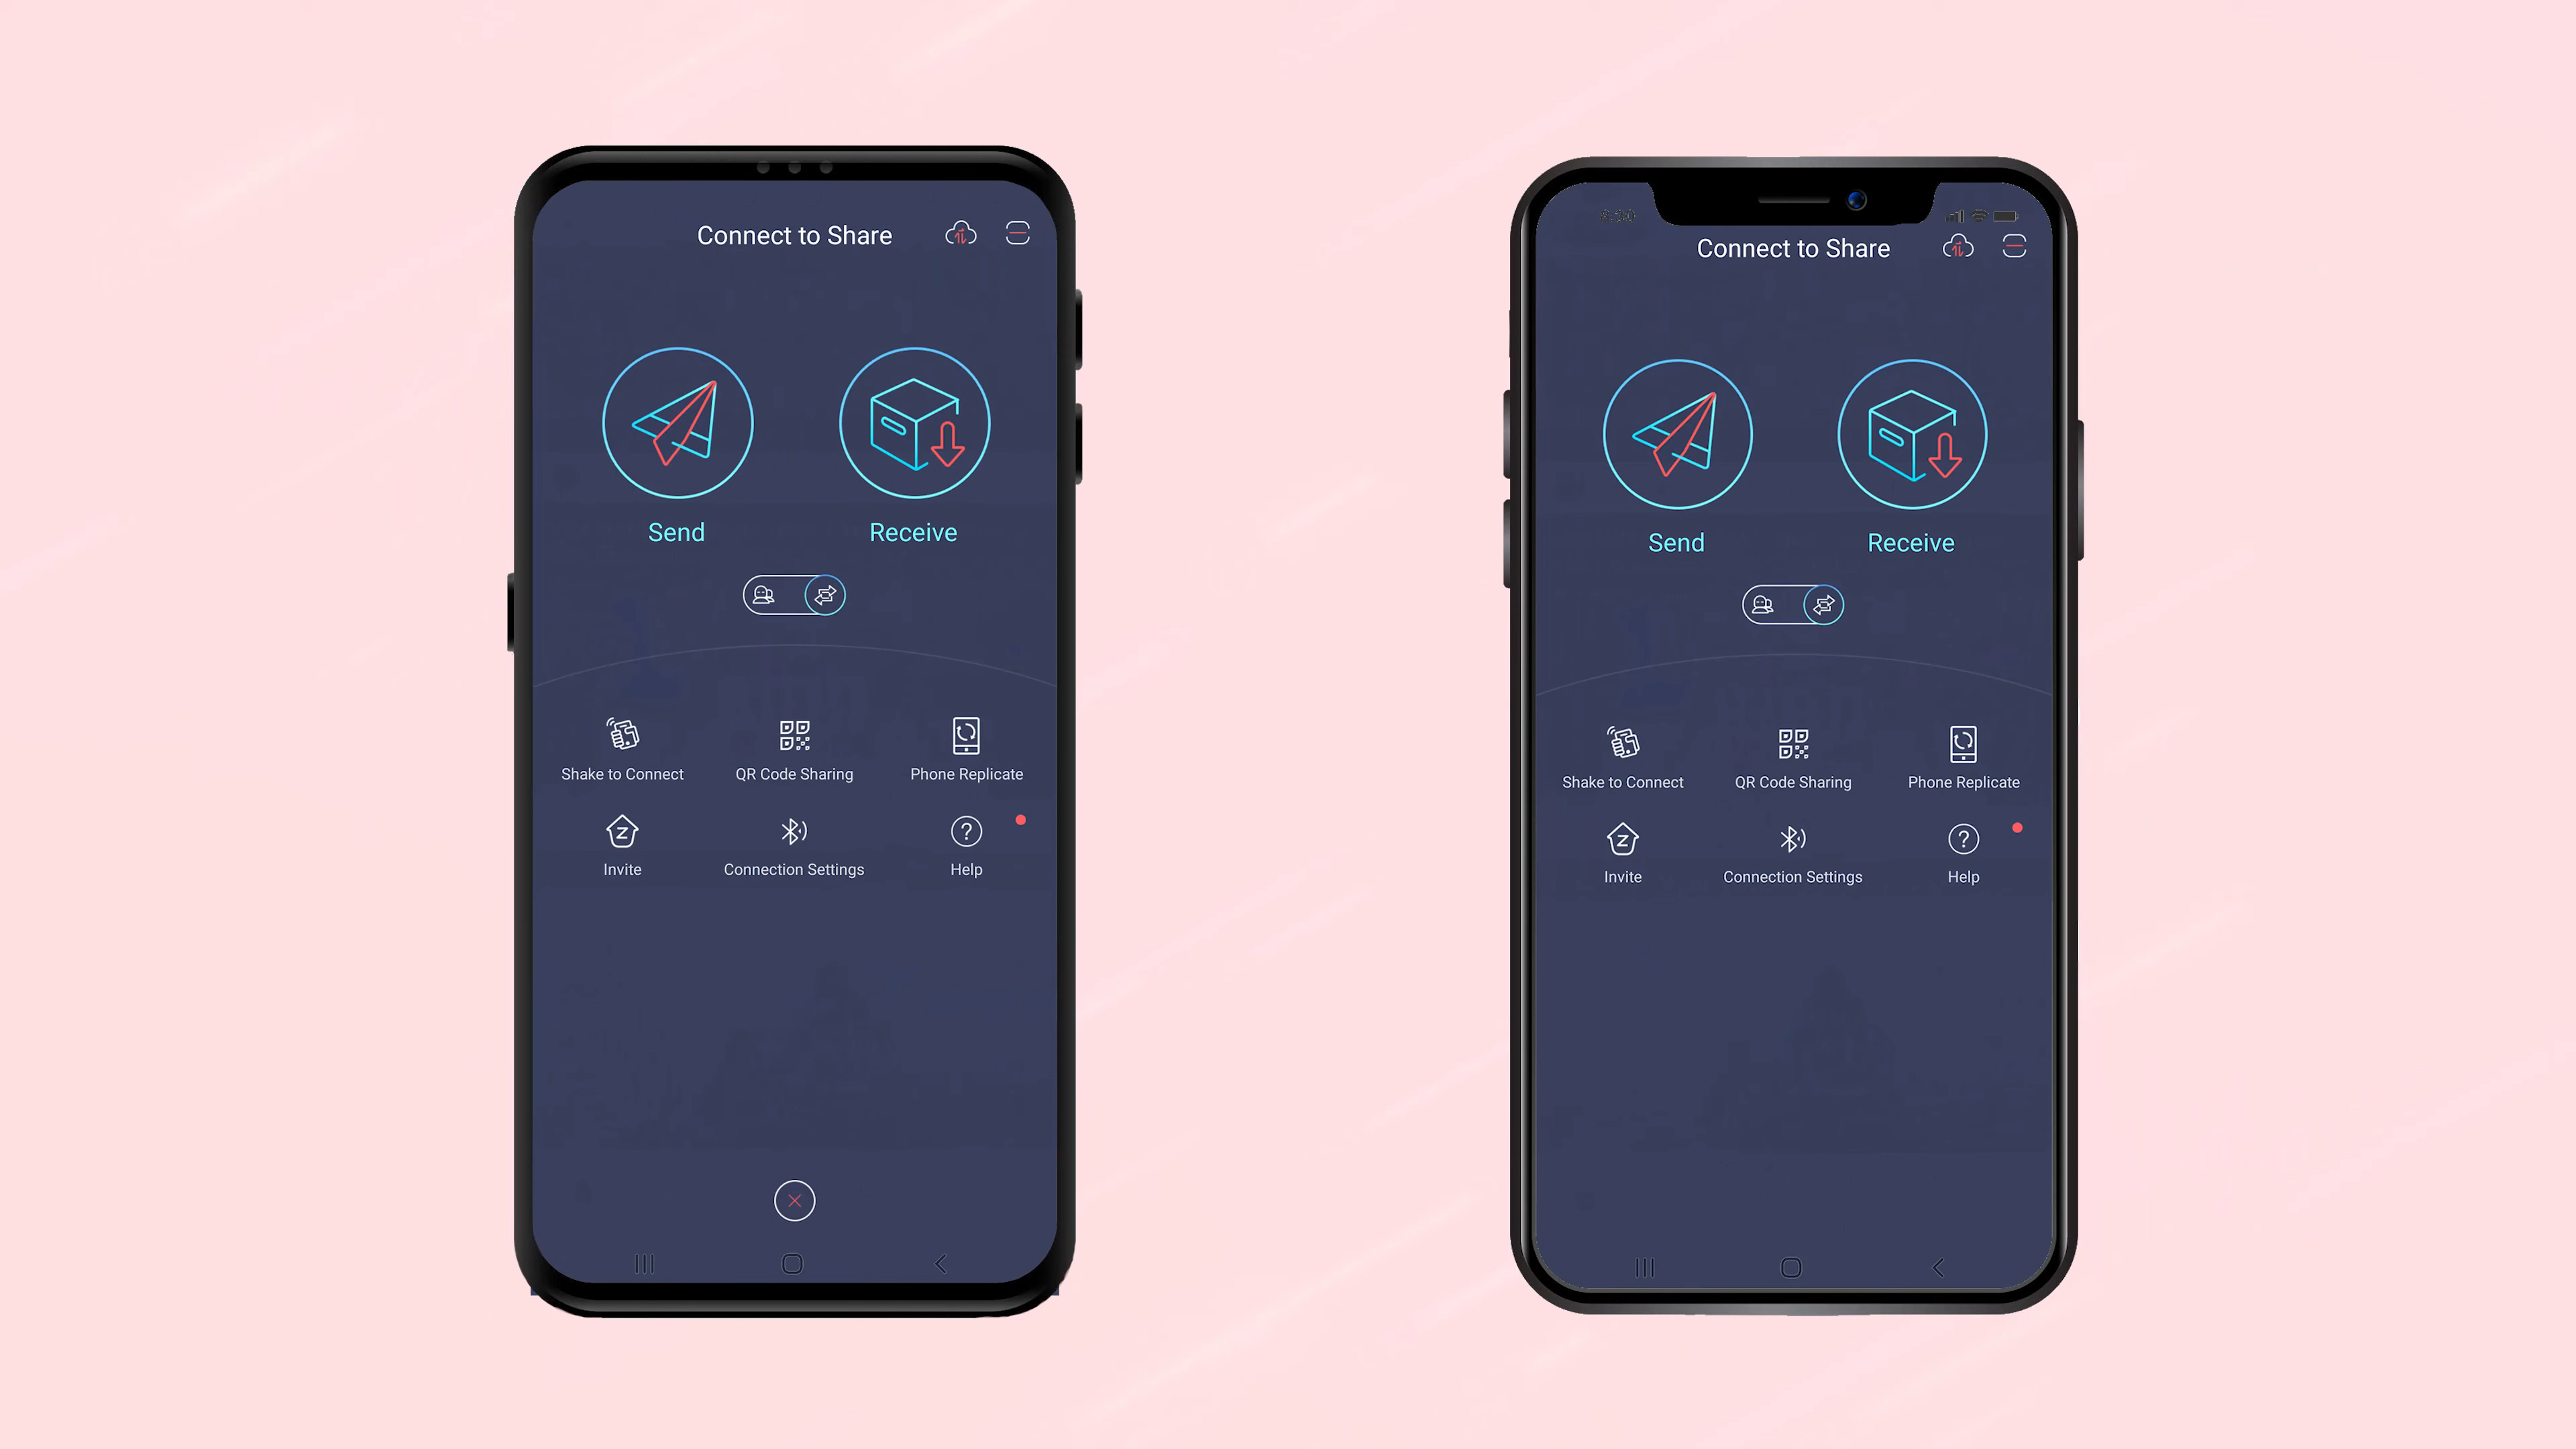 Connect to Share
Send
Receive
Shake to Connect
QR Code Sharing
Phone Replicate
Invite
Connection Settings
Help
Connect to Share
Send
Receive
Shake to Connect
QR Code Sharing
Phone Replicate
Invite
Connection Settings
Help